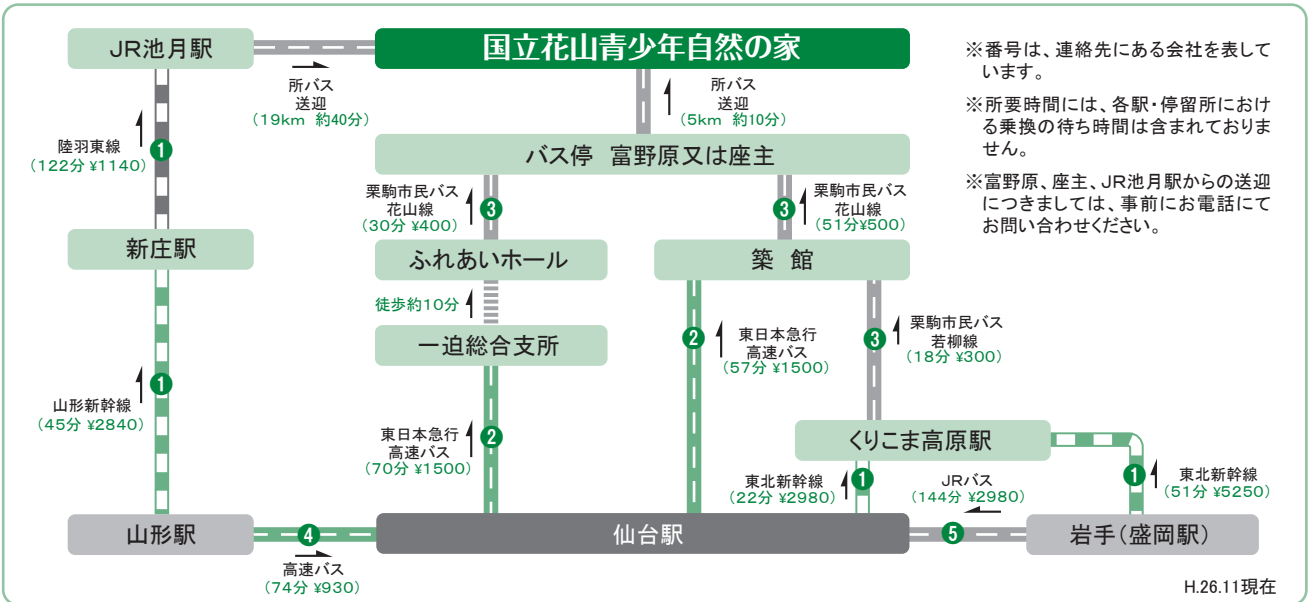 JR池月駅
国立花山青少年自然の家
所バス
送迎
(19km 約40分)
所バス
送迎
(5km 約10分)
※番号は、連絡先にある会社を表して
います。
※所要時間には、各駅・停留所におけ
る乗換の待ち時間は含まれておりま
せん。
※富野原、座主、JR池月駅からの送迎
につきましては、事前にお電話にて
お問い合わせください。
陸羽東線
(122分 ¥1140)
❶
バス停 富野原又は座主
栗駒市民バス
花山線
(30分 ¥400)
❸
❸
栗駒市民バス
花山線
(51分¥500)
新庄駅
ふれあいホール
築 館
徒歩約10分
一迫総合支所
❷
東日本急行
高速バス
(57分 ¥1500)
❸
栗駒市民バス
若柳線
(18分 ¥300)
山形新幹線
(45分 ¥2840)
❶
東日本急行
高速バス
(70分 ¥1500)
❷
くりこま高原駅
東北新幹線
(22分 ¥2980)
❶
JRバス
(144分 ¥2980)
❶
東北新幹線
(51分 ¥5250)
山形駅
❹
高速バス
(74分 ¥930)
仙台駅
❺
岩手(盛岡駅)
H.26.11現在